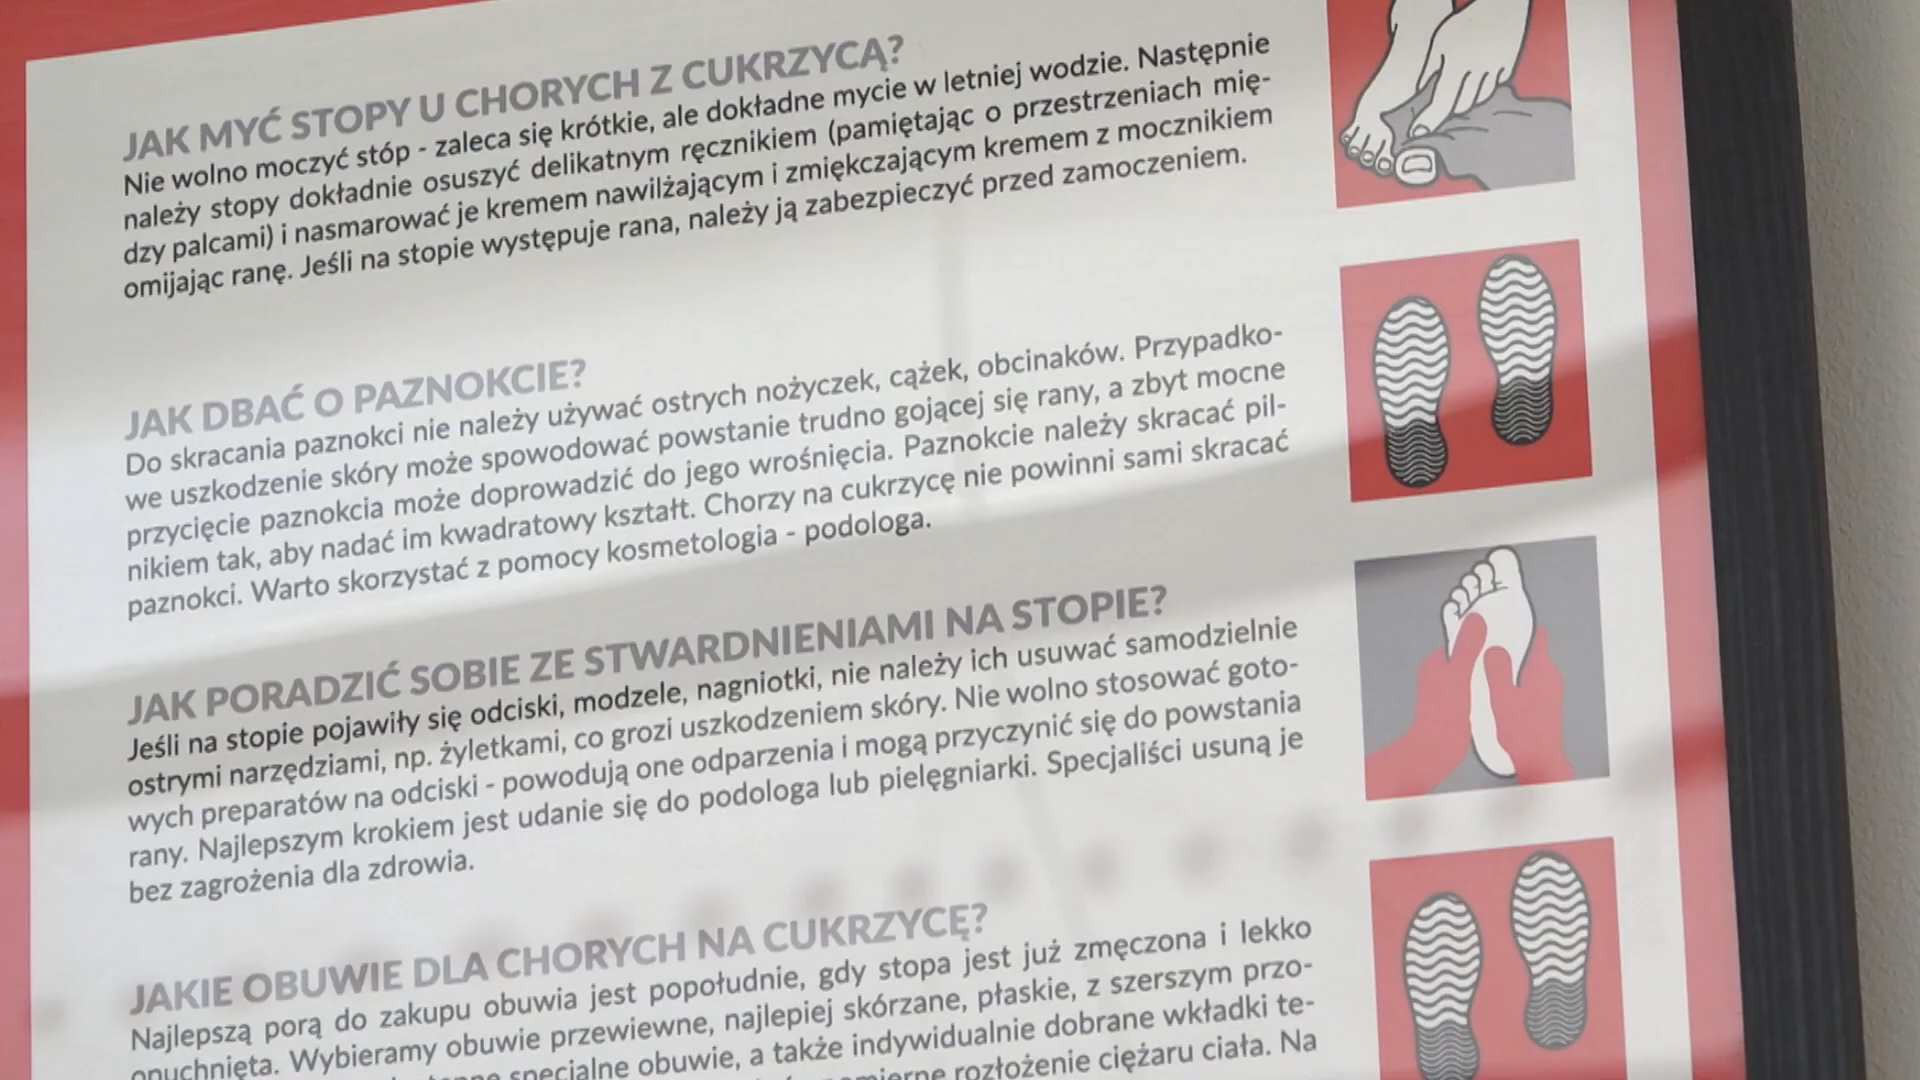 JAK MYĆ STOPY U CHORYCH Z CUKRZYCĄ?
Nie wolno moczyć stóp - zaleca się krótkie, ale dokładne mycie w letniej wodzie. Następnie
należy stopy dokładnie osuszyć delikatnym ręcznikiem (pamiętając o przestrzeniach mię-
dzy palcami) i nasmarować je kremem nawilżającym i zmiękczającym kremem z mocznikiem
omijając ranę. Jeśli na stopie występuje rana, należy ją zabezpieczyć przed zamoczeniem.
JAK DBAĆ O PAZNOKCIE?
Do skracania paznokci nie należy używać ostrych nożyczek, cążek, obcinaków. Przypadko-
we uszkodzenie skóry może spowodować powstanie trudno gojącej się rany, a zbyt mocne
przycięcie paznokcia może doprowadzić do jego wrośnięcia. Paznokcie należy skracać pil-
nikiem tak, aby nadać im kwadratowy kształt. Chorzy na cukrzycę nie powinni sami skracać
paznokci. Warto skorzystać z pomocy kosmetologia - podologa.
JAK PORADZIĆ SOBIE ZE STWARDNIENIAMI NA STOPIE?
Jeśli na stopie pojawiły się odciski, modzele, nagniotki, nie należy ich usuwać samodzielnie
ostrymi narzędziami, np. żyletkami, co grozi uszkodzeniem skóry. Nie wolno stosować goto-
wych preparatów na odciski - powodują one odparzenia i mogą przyczynić się do powstania
rany. Najlepszym krokiem jest udanie się do podologa lub pielęgniarki. Specjaliści usuną je
bez zagrożenia dla zdrowia.
JAKIE OBUWIE DLA CHORYCH NA CUKRZYCĘ?
Najlepszą porą do zakupu obuwia jest popołudnie, gdy stopa jest już zmęczona i lekko
opuchnięta. Wybieramy obuwie przewiewne, najlepiej skórzane, płaskie, z szerszym przo-
specjalne obuwie, a także indywidualnie dobrane wkładki te-
rozłożenie ciężaru ciała. Na